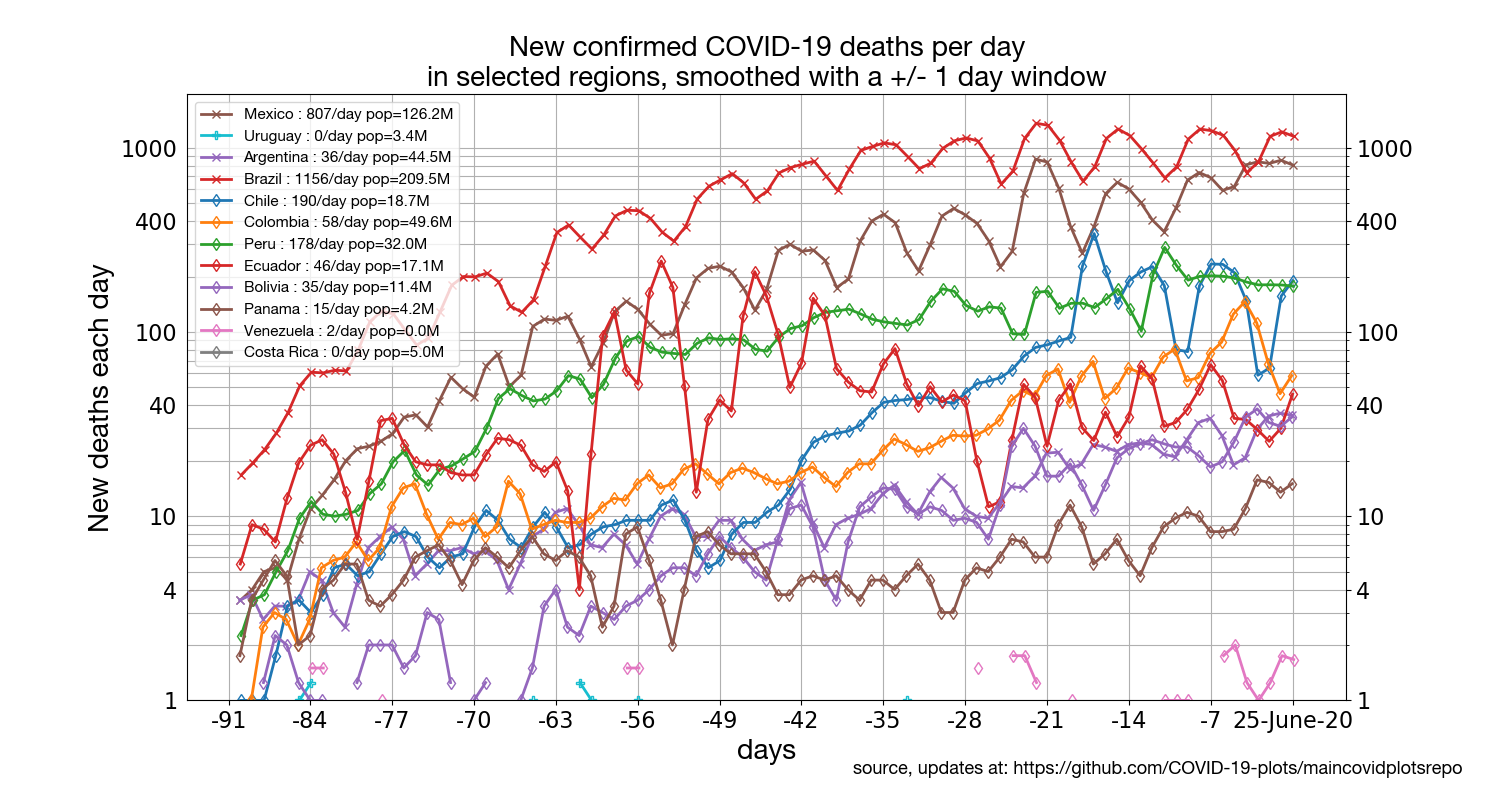 New confirmed COVID-19 deaths per day
in selected regions, smoothed with a +/- 1 day window
Mexico : 807/day pop=126.2M
Uruguay : 0/day pop=3.4M
Argentina : 36/day pop=44.5M
Brazil : 1156/day pop=209.5M
Chile : 190/day pop=18.7M
Colombia : 58/day pop=49.6M
Peru : 178/day pop=32.0M
Ecuador : 46/day pop=17.1M
Bolivia : 35/day pop=11.4M
Panama : 15/day pop=4.2M
Venezuela : 2/day pop=0.0M
Costa Rica : 0/day pop=5.0M
New deaths each day
1000
400
100
40
10
4
1
1000
400
100
40
10
4
1
-91 -84 -77 -70 -63 -56 -49 -42 -35 -28 -21 -14 -7 25-June-20
days
source, updates at: https://github.com/COVID-19-plots/maincovidplotsrepo